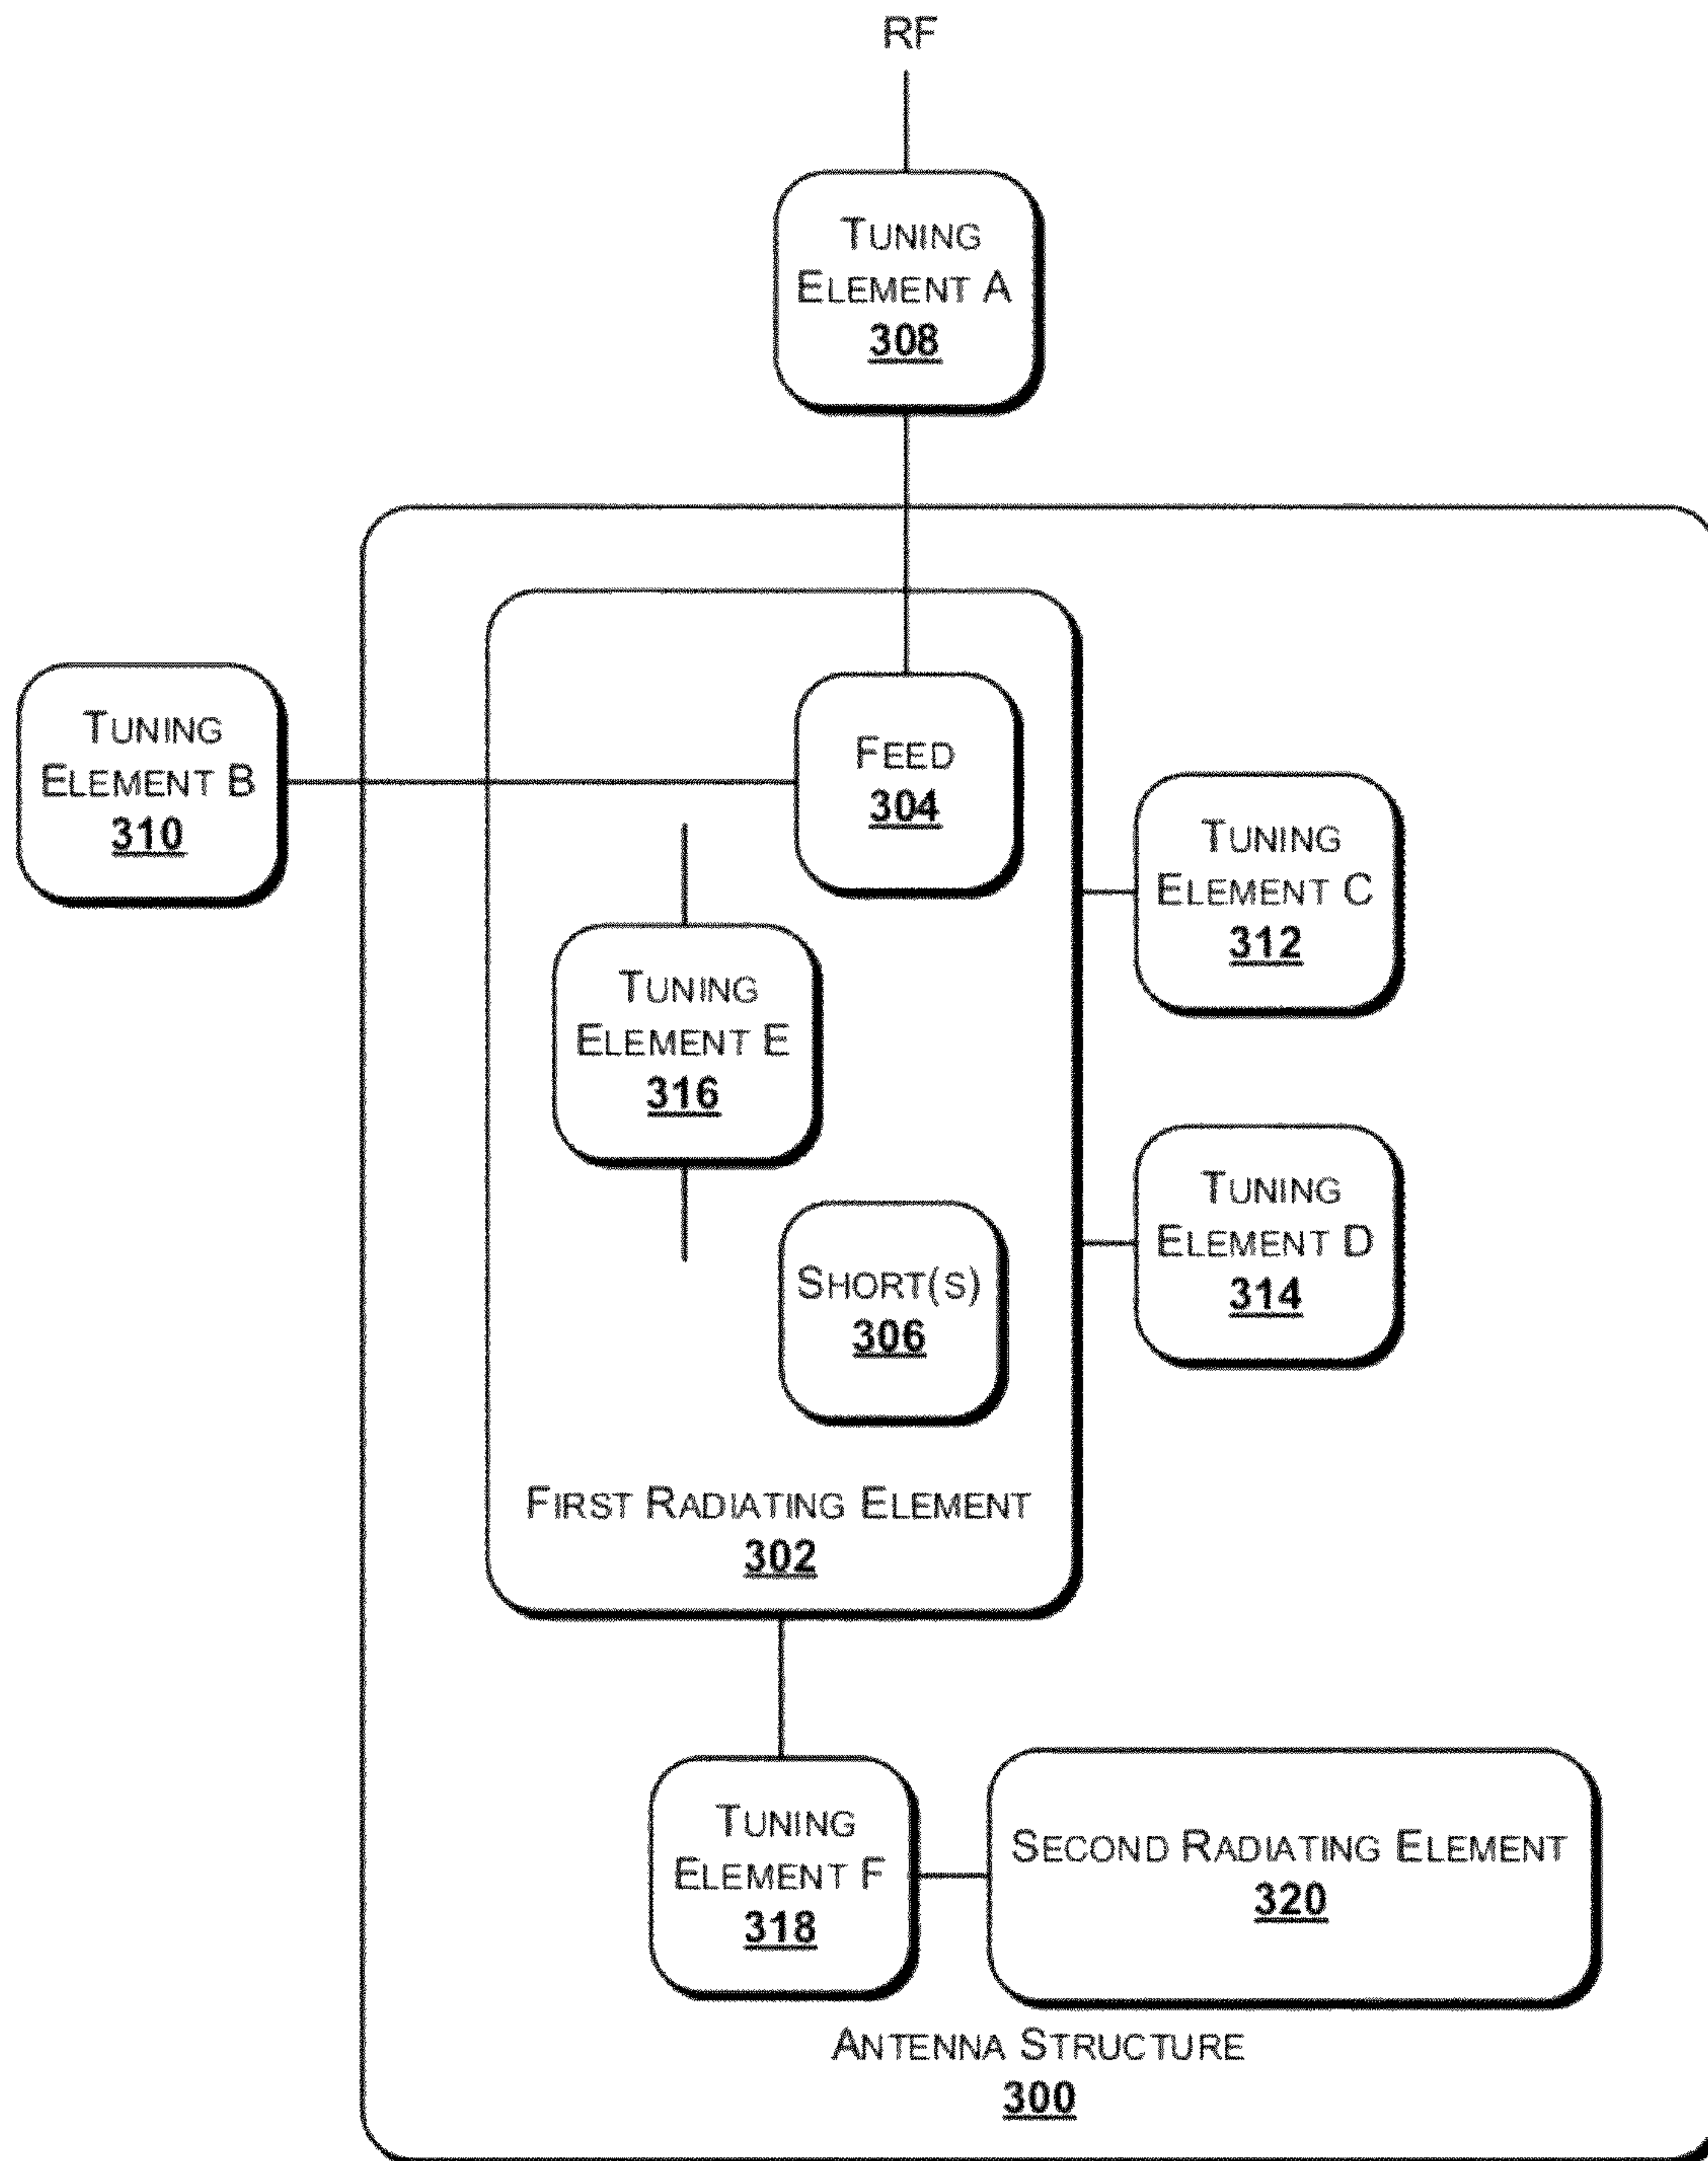 RF
TUNING
ELEMENT A
308
TUNING
ELEMENT B
310
FEED
304
TUNING
ELEMENT C
312
TUNING
ELEMENT E
316
TUNING
ELEMENT D
314
SHORT(S)
306
FIRST RADIATING ELEMENT
302
TUNING
ELEMENT F
318
SECOND RADIATING ELEMENT
320
ANTENNA STRUCTURE
300